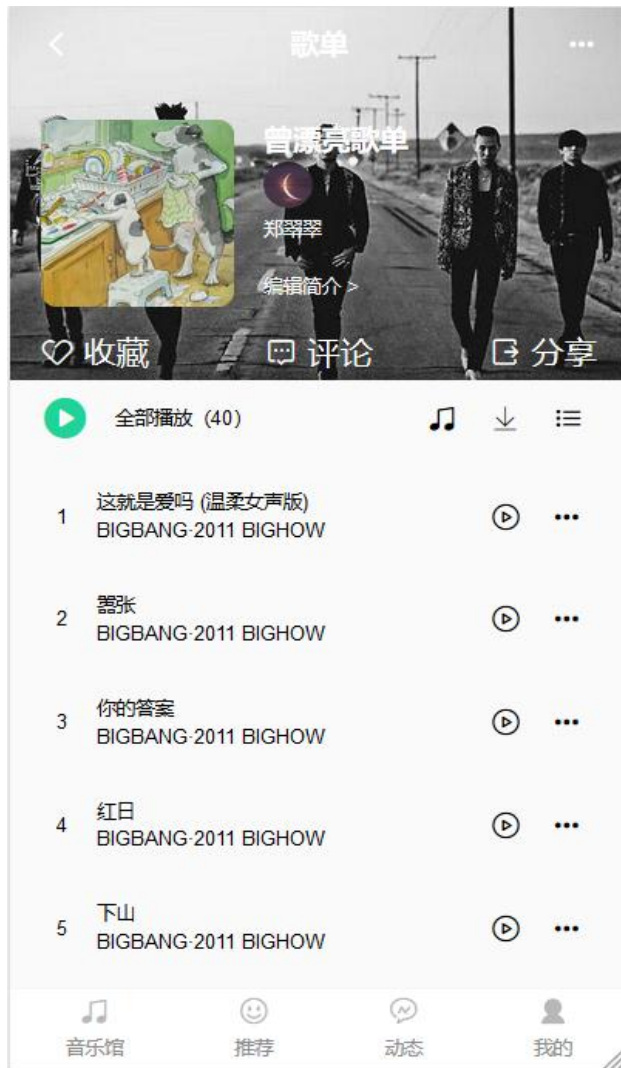 歌单
曾漂亮歌单
郑翠翠
编辑简介 >
收藏 评论 分享
全部播放 (40)
1 这就是爱吗 (温柔女声版)
BIGBANG·2011 BIGHOW
2 嚣张
BIGBANG·2011 BIGHOW
3 你的答案
BIGBANG·2011 BIGHOW
4 红日
BIGBANG·2011 BIGHOW
5 下山
BIGBANG·2011 BIGHOW
音乐馆 推荐 动态 我的